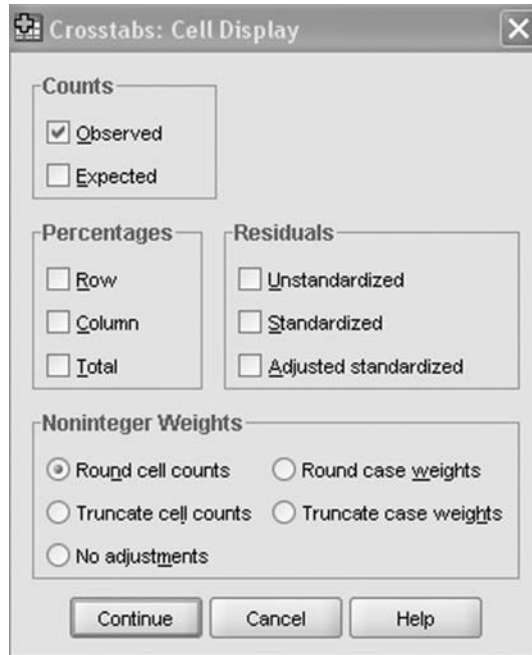 Crosstabs: Cell Display
Counts
Observed
Expected
Percentages
Row
Column
Total
Residuals
Unstandardized
Standardized
Adjusted standardized
Noninteger Weights
Round cell counts
Round case weights
Truncate cell counts
Truncate case weights
No adjustments
Continue
Cancel
Help